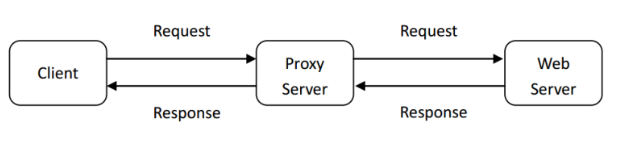 Request
Request
Client
Proxy
Server
Web
Server
Response
Response